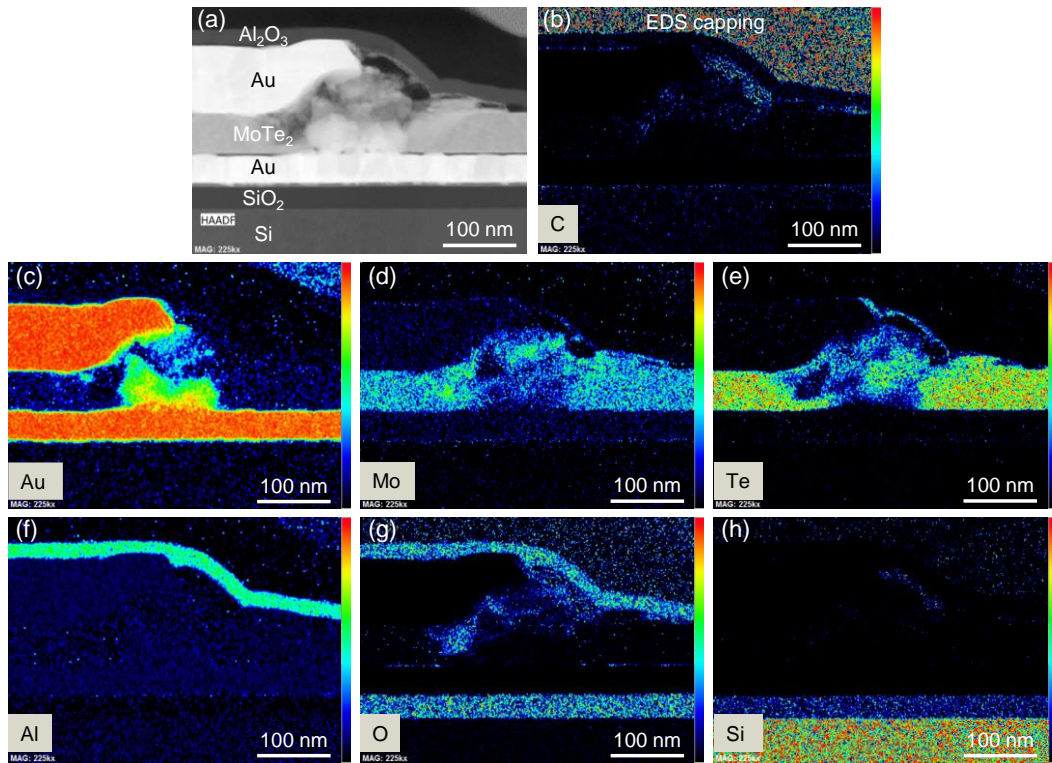 (a)
Al₂O₃
Au
MoTe₂
Au
SiO₂
HAADF
Si
100 nm
MAG: 225kx
(b)
EDS capping
C
100 nm
MAG: 225kx
(c)
Au
100 nm
MAG: 225kx
(d)
Mo
100 nm
MAG: 225kx
(e)
Te
100 nm
MAG: 225kx
(f)
Al
100 nm
MAG: 225kx
(g)
O
100 nm
MAG: 225kx
(h)
Si
100 nm
MAG: 225kx